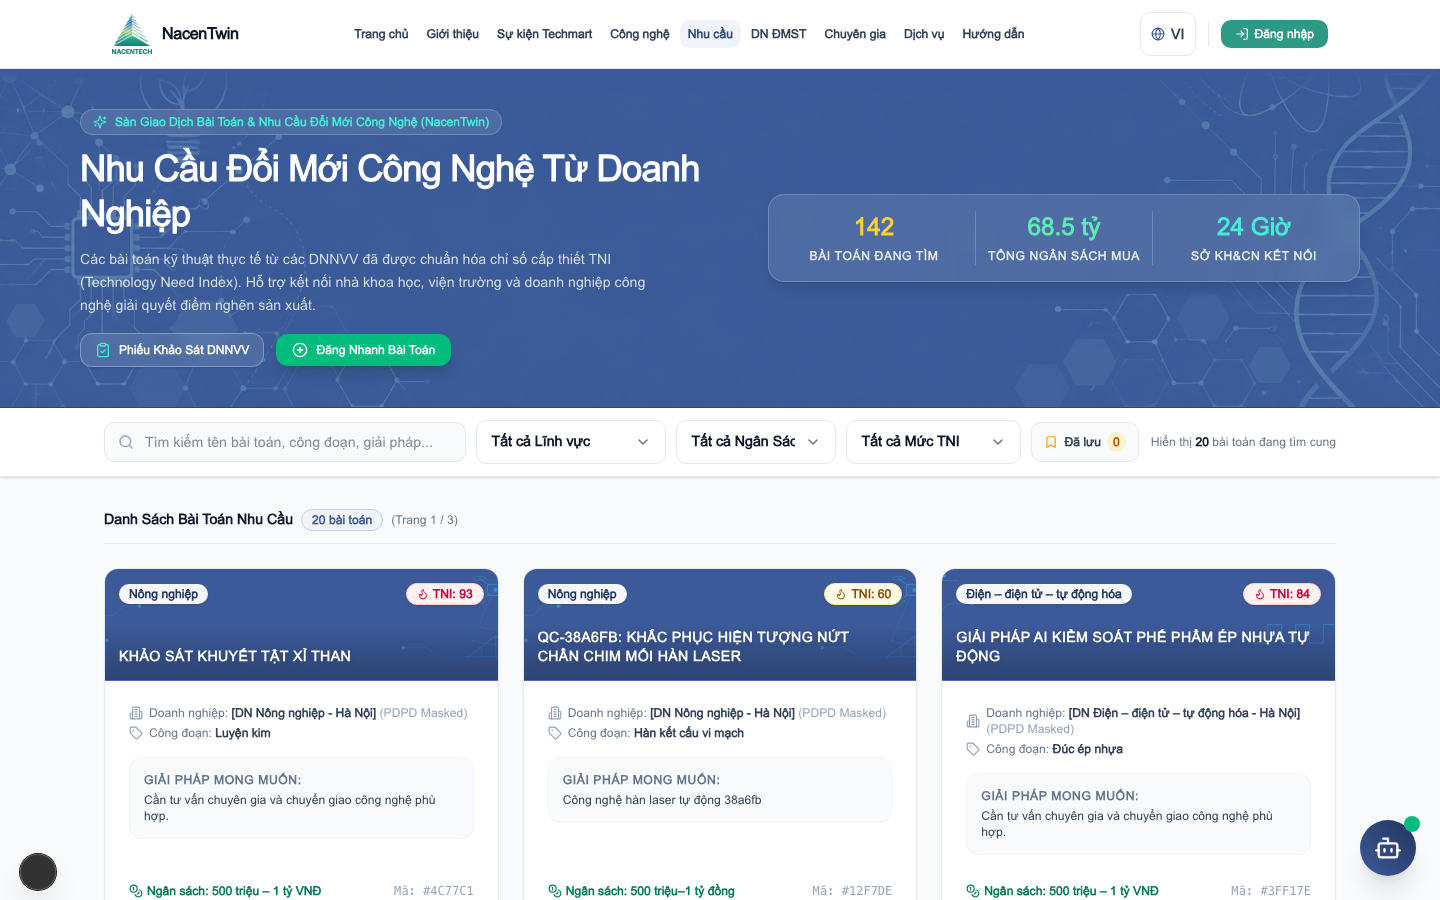 NACENTECH
NacenTwin
Trang chủ
Giới thiệu
Sự kiện Techmart
Công nghệ
Nhu cầu
DN ĐMST
Chuyên gia
Dịch vụ
Hướng dẫn
VI
Đăng nhập
Sàn Giao Dịch Bài Toán & Nhu Cầu Đổi Mới Công Nghệ (NacenTwin)
Nhu Cầu Đổi Mới Công Nghệ Từ Doanh
Nghiệp
Các bài toán kỹ thuật thực tế từ các DNNVV đã được chuẩn hóa chỉ số cấp thiết TNI
(Technology Need Index). Hỗ trợ kết nối nhà khoa học, viện trường và doanh nghiệp công
nghệ giải quyết điểm nghẽn sản xuất.
Phiếu Khảo Sát DNNVV
Đăng Nhanh Bài Toán
142
BÀI TOÁN ĐANG TÌM
68.5 tỷ
TỔNG NGÂN SÁCH MUA
24 Giờ
SỞ KH&CN KẾT NỐI
Tìm kiếm tên bài toán, công đoạn, giải pháp...
Tất cả Lĩnh vực
Tất cả Ngân Sác
Tất cả Mức TNI
Đã lưu 0
Hiển thị 20 bài toán đang tìm cung
Danh Sách Bài Toán Nhu Cầu
20 bài toán
(Trang 1 / 3)
Nông nghiệp
TNI: 93
KHẢO SÁT KHUYẾT TẬT XỈ THAN
Doanh nghiệp: [DN Nông nghiệp - Hà Nội] (PDPD Masked)
Công đoạn: Luyện kim
GIẢI PHÁP MONG MUỐN:
Cần tư vấn chuyên gia và chuyển giao công nghệ phù
hợp.
Ngân sách: 500 triệu – 1 tỷ VNĐ
Mã: #4C77C1
Nông nghiệp
TNI: 60
QC-38A6FB: KHẮC PHỤC HIỆN TƯỢNG NỨT
CHÂN CHIM MỐI HÀN LASER
Doanh nghiệp: [DN Nông nghiệp - Hà Nội] (PDPD Masked)
Công đoạn: Hàn kết cấu vi mạch
GIẢI PHÁP MONG MUỐN:
Công nghệ hàn laser tự động 38a6fb
Ngân sách: 500 triệu–1 tỷ đồng
Mã: #12F7DE
Điện – điện tử – tự động hóa
TNI: 84
GIẢI PHÁP AI KIỂM SOÁT PHẾ PHẨM ÉP NHỰA TỰ
ĐỘNG
Doanh nghiệp: [DN Điện – điện tử – tự động hóa - Hà Nội]
(PDPD Masked)
Công đoạn: Đúc ép nhựa
GIẢI PHÁP MONG MUỐN:
Cần tư vấn chuyên gia và chuyển giao công nghệ phù
hợp.
Ngân sách: 500 triệu – 1 tỷ VNĐ
Mã: #3FF17E